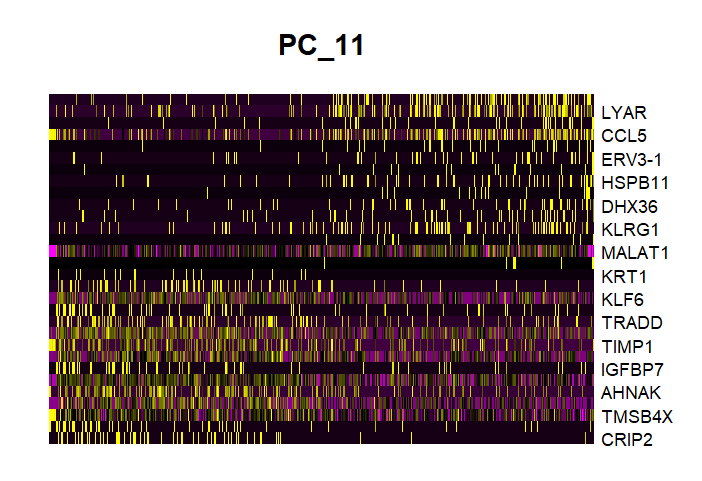 PC_11
LYAR
CCL5
ERV3-1
HSPB11
DHX36
KLRG1
MALAT1
KRT1
KLF6
TRADD
TIMP1
IGFBP7
AHNAK
TMSB4X
CRIP2